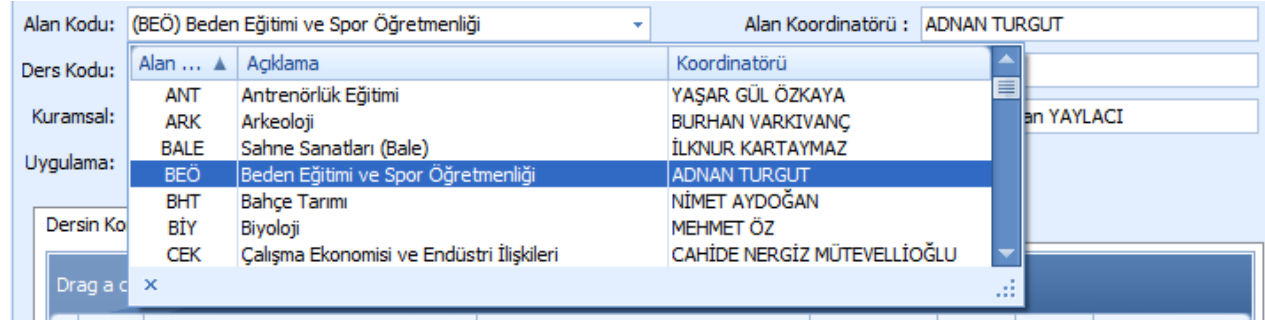 Alan Kodu: (BEÖ) Beden Eğitimi ve Spor Öğretmenliği Alan Koordinatörü : ADNAN TURGUT
Ders Kodu: Alan ... Açıklama Koordinatörü
ANT Antrenörlük Eğitimi YAŞAR GÜL ÖZKAYA
Kuramsal: ARK Arkeoloji BURHAN VARKIVANÇ YAYLACI
BALE Sahne Sanatları (Bale) İLKNUR KARTAYMAZ
Uygulama: BEÖ Beden Eğitimi ve Spor Öğretmenliği ADNAN TURGUT
BHT Bahçe Tarımı NİMET AYDOĞAN
Dersin BİY Biyoloji MEHMET ÖZ
CEK Çalışma Ekonomisi ve Endüstri İlişkileri CAHİDE NERGİZ MÜTEVELLİOĞLU
Drag a